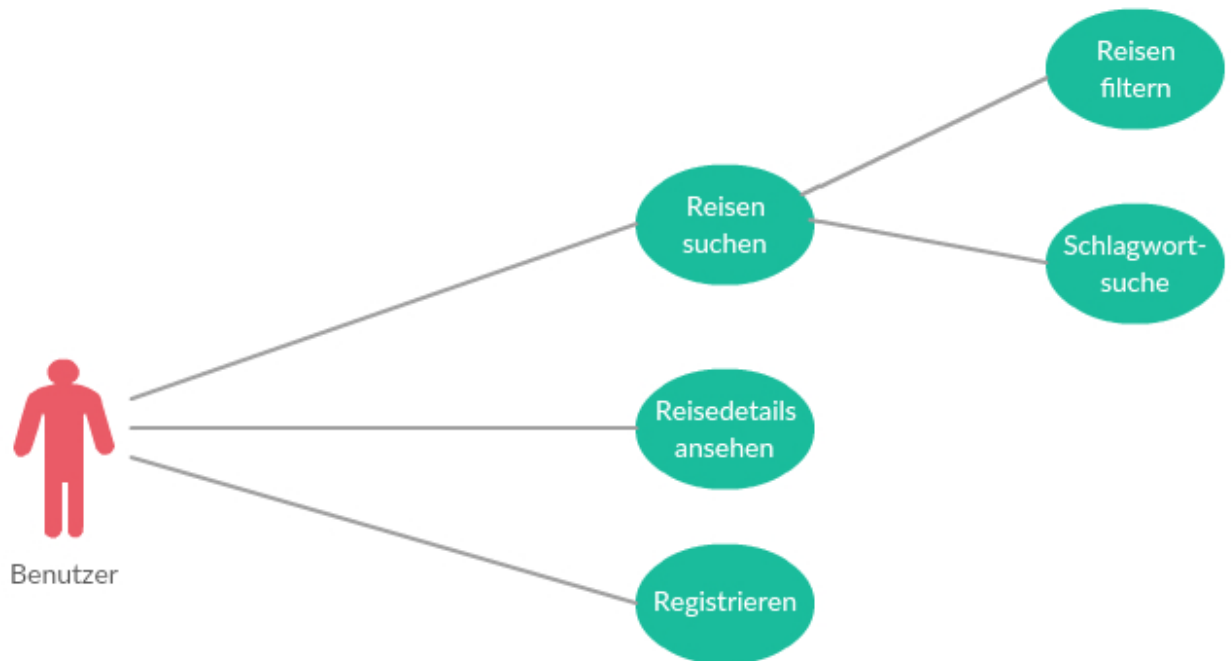 Reisen
filtern
Reisen
suchen
Schlagwort-
suche
Reisedetails
ansehen
Benutzer
Registrieren